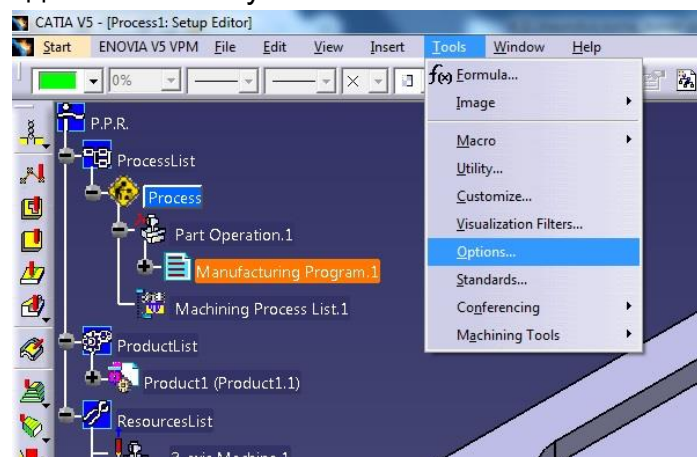 CATIA V5 - [Process1: Setup Editor]
Start ENOVIA V5 VPM File Edit View Insert Tools Window Help
0%
f(x) Formula...
Image
Macro
Utility...
Customize...
Visualization Filters...
Options...
Standards...
Conferencing
Machining Tools
P.P.R.
ProcessList
Process
Part Operation.1
Manufacturing Program.1
Machining Process List.1
ProductList
Product1 (Product1.1)
ResourcesList